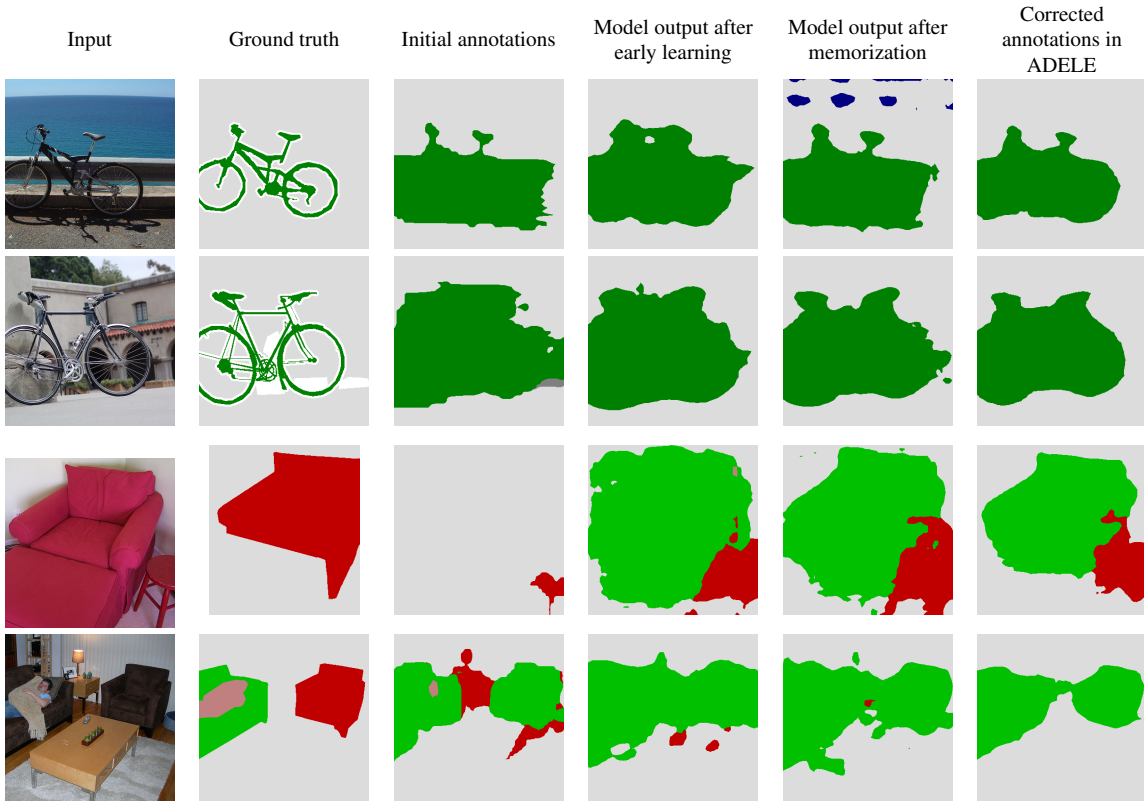 Input
Ground truth
Initial annotations
Model output after
early learning
Model output after
memorization
Corrected
annotations in
ADELE